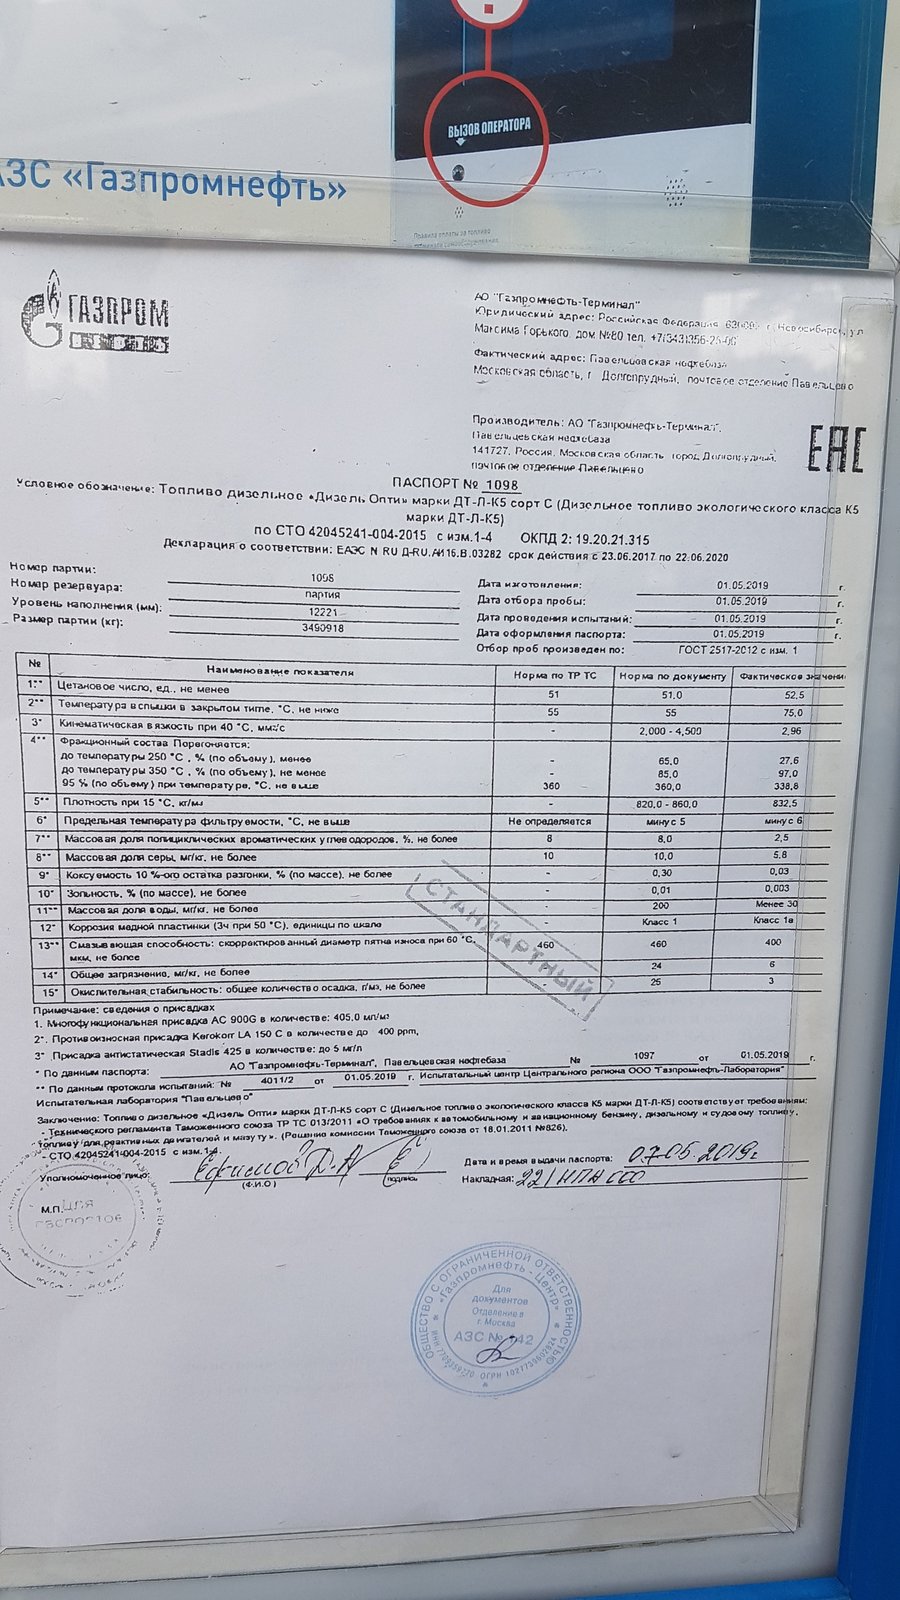 ВЫЗОВ ОПЕРАТОРА
АЗС «Газпромнефть»
ГАЗПРОМ
АО "Газпромнефть-Терминал"
Юридический адрес: Российская Федерация, г. Новосибирск, ул.
Максима Горького, дом №80 тел.
Фактический адрес: Павельцевская нефтебаза
Московская область, г. Долгопрудный, почтовое отделение Павельцево
Производитель: АО "Газпромнефть-Терминал",
Павельцевская нефтебаза
141727, Россия, Московская область, город Долгопрудный,
почтовое отделение Павельцево
ЕАС
ПАСПОРТ № 1098
Условное обозначение: Топливо дизельное «Дизель Опти» марки ДТ-Л-К5 сорт С (Дизельное топливо экологического класса К5
марки ДТ-Л-К5)
по СТО 42045241-004-2015 с изм.1-4 ОКПД 2: 19.20.21.315
Декларация о соответствии: ЕАЭС N RU Д-RU.АИ16.В.03282 срок действия с 23.06.2017 по 22.06.2020
Номер партии: 1098
Номер резервуара: партия
Уровень наполнения (мм): 12221
Размер партии (кг): 3490918
Дата изготовления: 01.05.2019 г.
Дата отбора пробы: 01.05.2019 г.
Дата проведения испытаний: 01.05.2019 г.
Дата оформления паспорта: 01.05.2019 г.
Отбор проб произведен по: ГОСТ 2517-2012 с изм. 1
№ Наименование показателя Норма по ТР ТС Норма по документу Фактическое значение
1** Цетановое число, ед., не менее 51 51,0 52,5
2** Температура вспышки в закрытом тигле, °С, не ниже 55 55 75,0
3* Кинематическая вязкость при 40 °С, мм²/с - 2,000 - 4,500 2,96
4** Фракционный состав Перегоняется:
до температуры 250 °С , % (по объему), менее - 65,0 27,6
до температуры 350 °С , % (по объему), не менее - 85,0 97,0
95 % (по объему) при температуре, °С, не выше 360 360,0 338,8
5** Плотность при 15 °С, кг/м³ - 820,0 - 860,0 832,5
6* Предельная температура фильтруемости, °С, не выше Не определяется минус 5 минус 6
7** Массовая доля полициклических ароматических углеводородов, %, не более 8 8,0 2,5
8** Массовая доля серы, мг/кг, не более 10 10,0 5,8
9* Коксуемость 10 %-ого остатка разгонки, % (по массе), не более - 0,30 0,03
10* Зольность, % (по массе), не более - 0,01 0,003
11** Массовая доля воды, мг/кг, не более - 200 Менее 30
12* Коррозия медной пластинки (3ч при 50 °С), единицы по шкале - Класс 1 Класс 1а
13** Смазывающая способность: скорректированный диаметр пятна износа при 60 °С,
мкм, не более 460 460 400
14* Общее загрязнение, мг/кг, не более 24 6
15* Окислительная стабильность: общее количество осадка, г/м³, не более 25 3
СТАНДАРТНЫЙ
Примечание: сведения о присадках
1. Многофункциональная присадка АС 900G в количестве: 405,0 мл/м³
2*. Противоизносная присадка Kerokorr LA 150 С в количестве до 400 ppm,
3* Присадка антистатическая Stadis 425 в количестве: до 5 мг/л
* По данным паспорта: АО "Газпромнефть-Терминал", Павельцевская нефтебаза № 1097 от 01.05.2019 г.
** По данным протокола испытаний: № 4011/2 от 01.05.2019 г. Испытательный центр Центрального региона ООО "Газпромнефть-Лаборатория"
Испытательная лаборатория "Павельцево"
Заключение: Топливо дизельное «Дизель Опти» марки ДТ-Л-К5 сорт С (Дизельное топливо экологического класса К5 марки ДТ-Л-К5) соответствует требованиям:
- Технического регламента Таможенного союза ТР ТС 013/2011 «О требованиях к автомобильному и авиационному бензину, дизельному и судовому топливу,
топливу для реактивных двигателей и мазуту». (Решение комиссии Таможенного союза от 18.01.2011 №826).
- СТО 42045241-004-2015 с изм.1-4
Уполномоченное лицо: Ефимов Д.А
(Ф.И.О) подпись
Дата и время выдачи паспорта: 07.05.2019г
Накладная:
М.П.
ДЛЯ
ПАСПОРТОВ
ОБЩЕСТВО С ОГРАНИЧЕННОЙ ОТВЕТСТВЕННОСТЬЮ
«Газпромнефть - Центр»
Для
документов
Отделение в
г. Москва
АЗС №